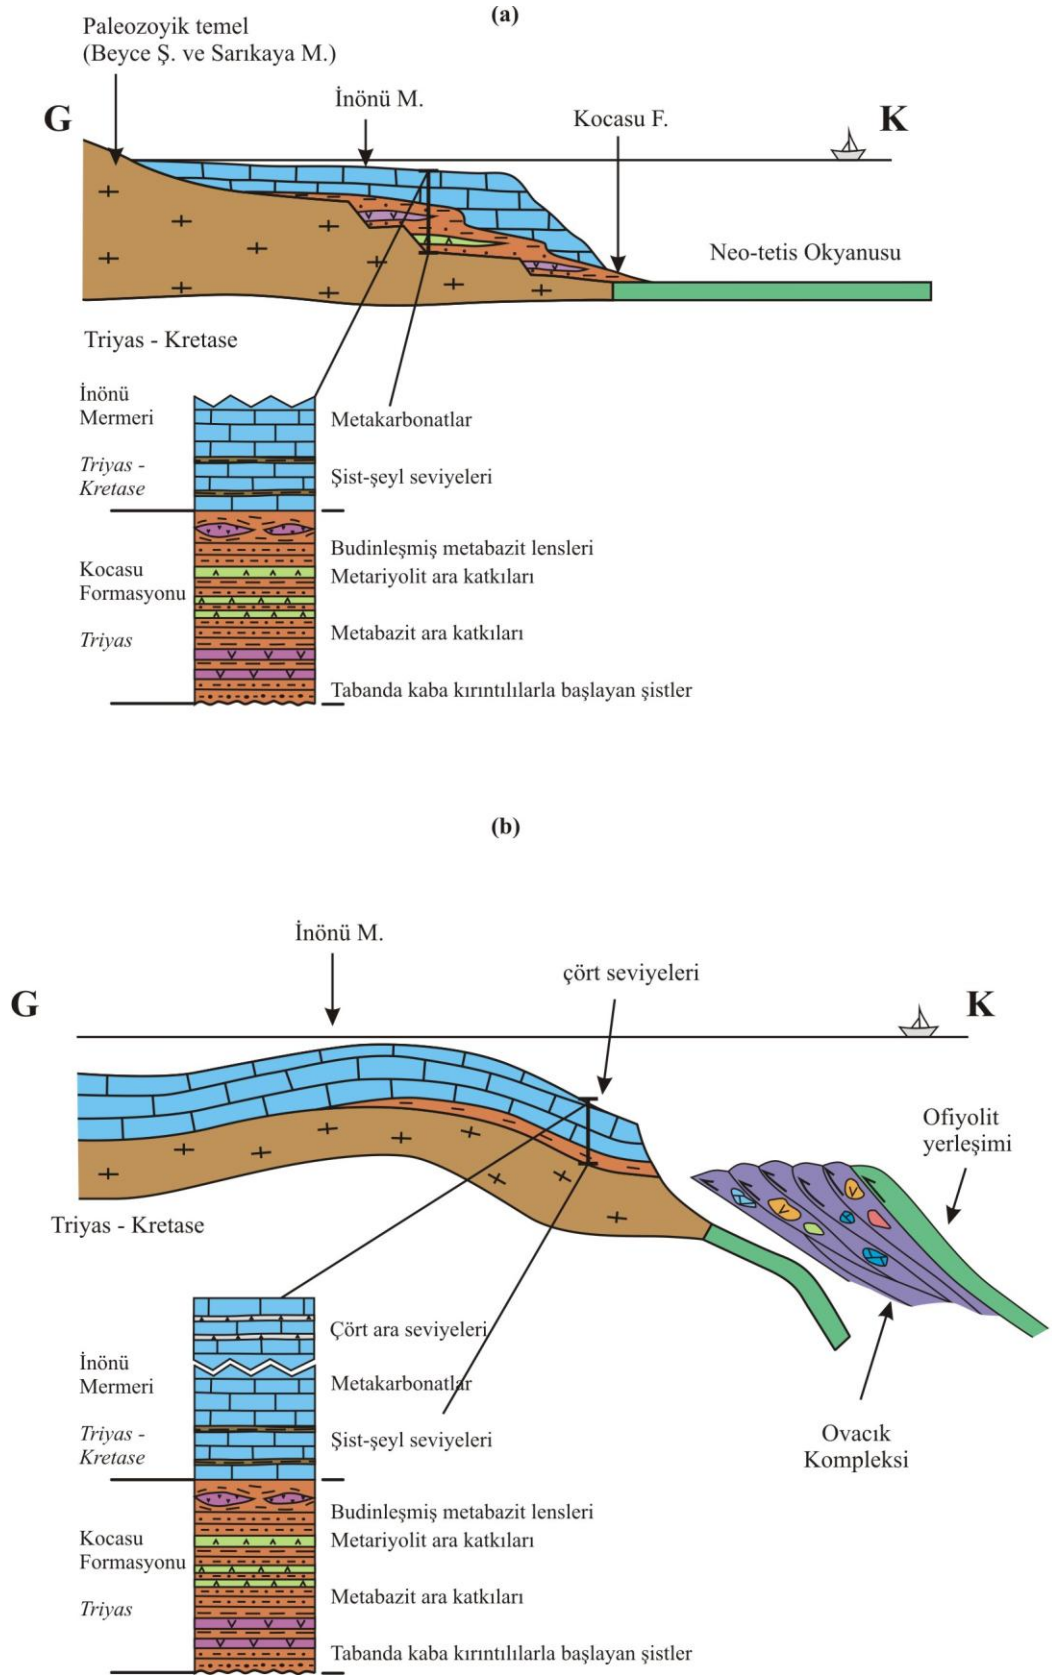 (a)
Paleozoyik temel
(Beyce Ş. ve Sarıkaya M.)
İnönü M.
G
K
Kocasu F.
Neo-tetis Okyanusu
Triyas - Kretase
İnönü
Mermeri
Metakarbonatlar
Triyas -
Kretase
Şist-şeyl seviyeleri
Budinleşmiş metabazit lensleri
Kocasu
Formasyonu
Metariyolit ara katkıları
Triyas
Metabazit ara katkıları
Tabanda kaba kırıntılılarla başlayan şistler
(b)
İnönü M.
çört seviyeleri
G
K
Ofiyolit
yerleşimi
Triyas - Kretase
Çört ara seviyeleri
İnönü
Mermeri
Metakarbonatlar
Triyas -
Kretase
Şist-şeyl seviyeleri
Ovacık
Kompleksi
Budinleşmiş metabazit lensleri
Kocasu
Formasyonu
Metariyolit ara katkıları
Triyas
Metabazit ara katkıları
Tabanda kaba kırıntılılarla başlayan şistler